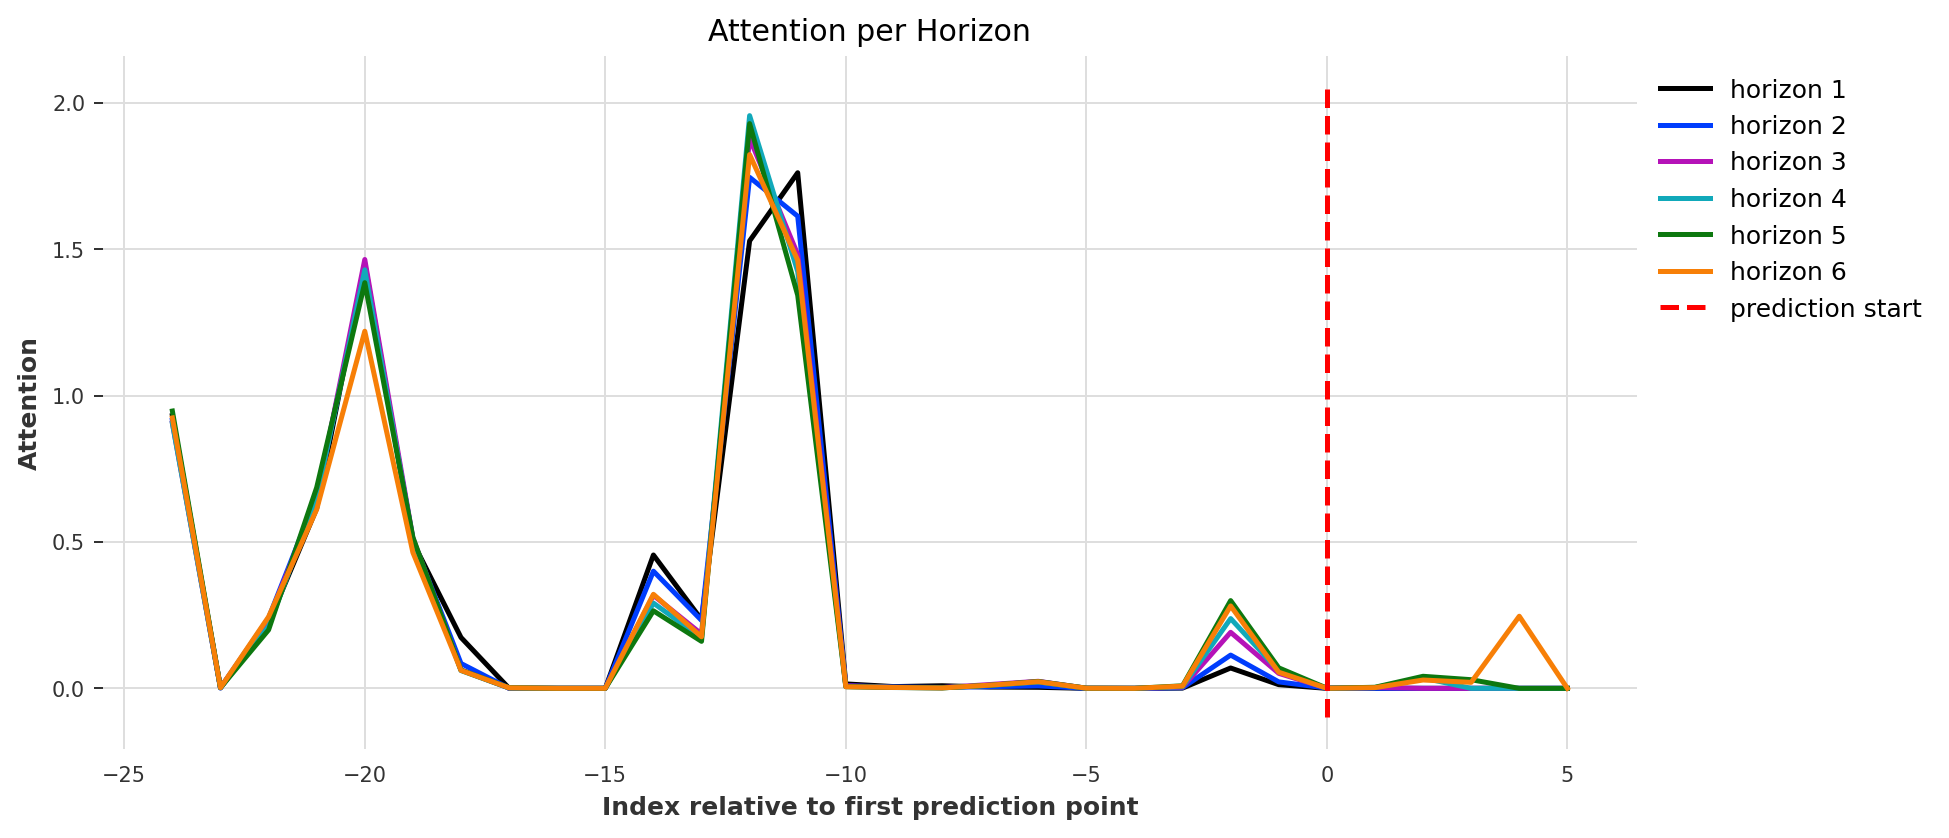 Attention per Horizon
2.0
1.5
1.0
0.5
0.0
Attention
−25
−20
−15
−10
−5
0
5
Index relative to first prediction point
horizon 1
horizon 2
horizon 3
horizon 4
horizon 5
horizon 6
prediction start